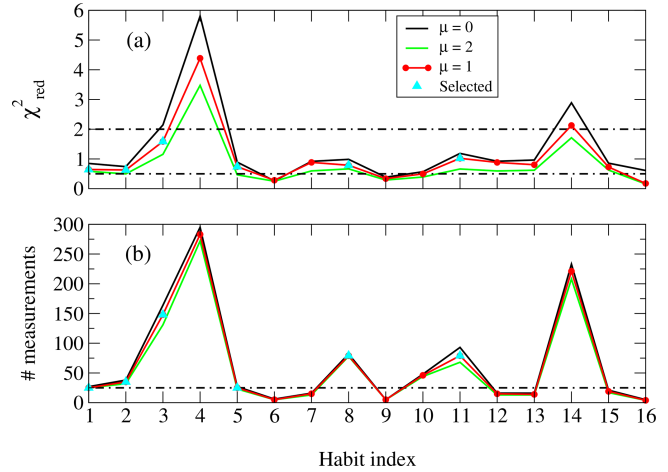 6
(a)
μ = 0
5
μ = 2
4
μ = 1
χ²red
3
Selected
2
1
0
300
(b)
250
200
# measurements
150
100
50
0
1 2 3 4 5 6 7 8 9 10 11 12 13 14 15 16
Habit index